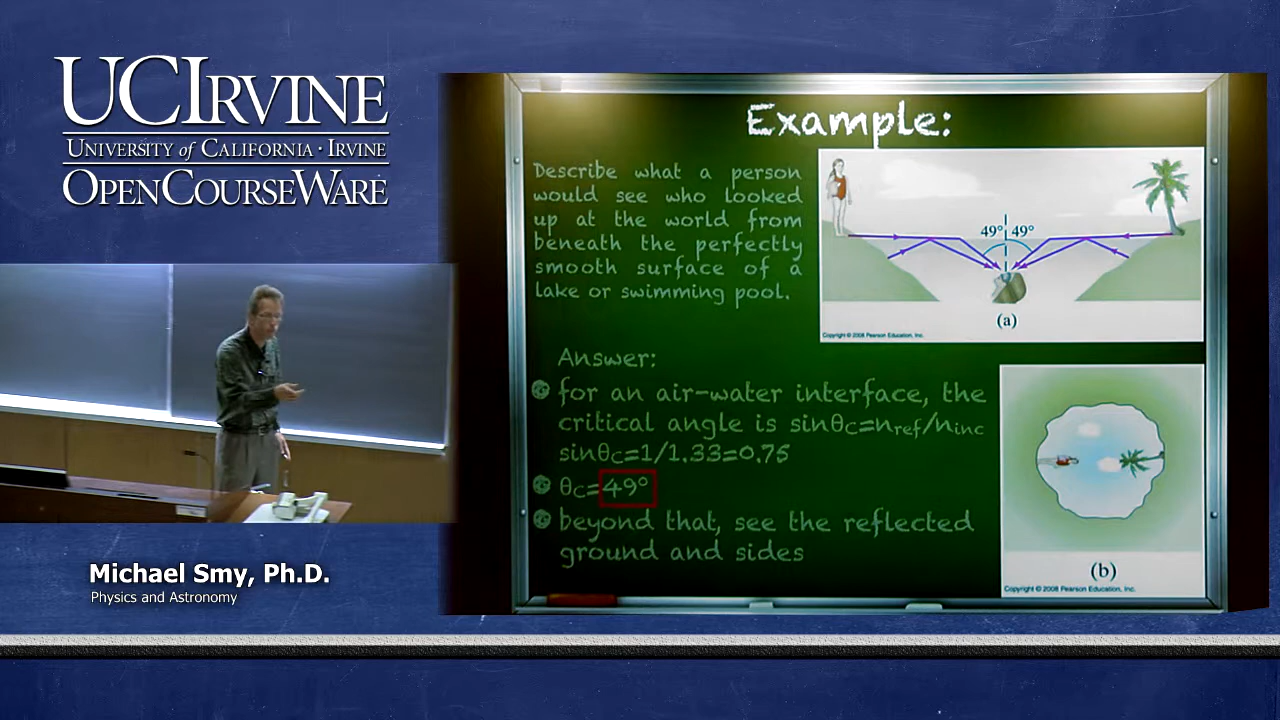 UCIRVINE
UNIVERSITY of CALIFORNIA · IRVINE
OPENCOURSEWARE
Michael Smy, Ph.D.
Physics and Astronomy
Example:
Describe what a person
would see who looked
up at the world from
beneath the perfectly
smooth surface of a
lake or swimming pool.
49° 49°
(a)
Copyright © 2008 Pearson Education, Inc.
Answer:
for an air-water interface, the
critical angle is sinθC=nref/ninc
sinθC=1/1.33=0.75
θC=49°
beyond that, see the reflected
ground and sides
(b)
Copyright © 2008 Pearson Education, Inc.